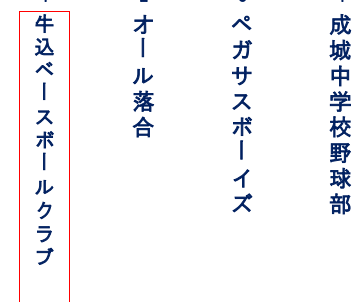 成城中学校野球部
ペガサスボーイズ
オール落合
牛込ベースボールクラブ